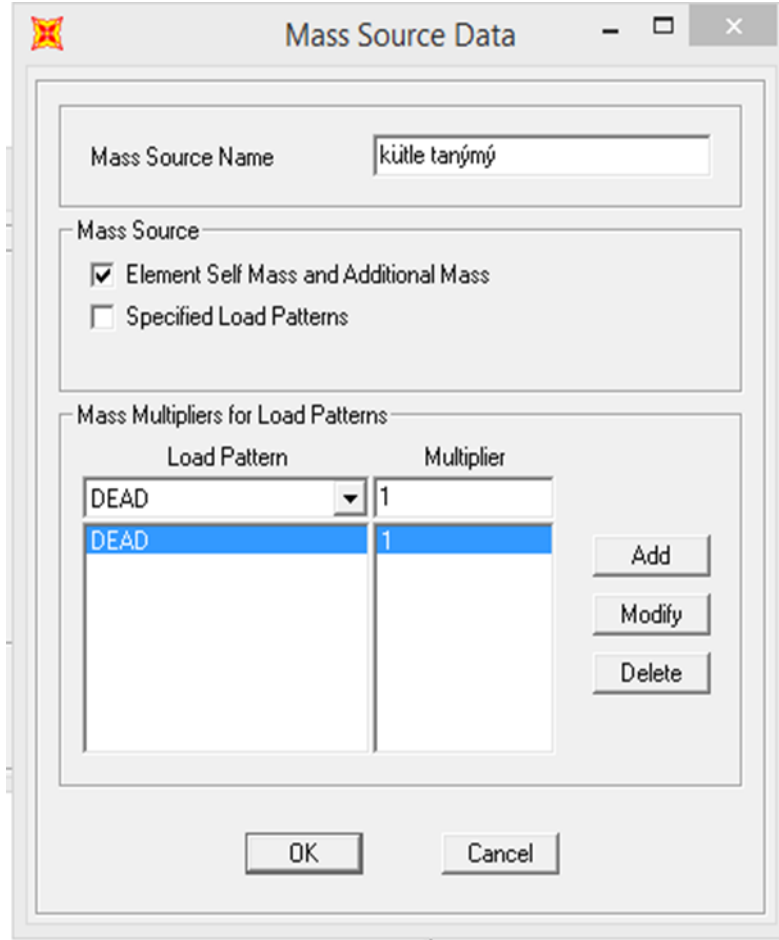 Mass Source Data
Mass Source Name kütle tanýmý
Mass Source
Element Self Mass and Additional Mass
Specified Load Patterns
Mass Multipliers for Load Patterns
Load Pattern Multiplier
DEAD 1
DEAD 1
Add
Modify
Delete
OK Cancel